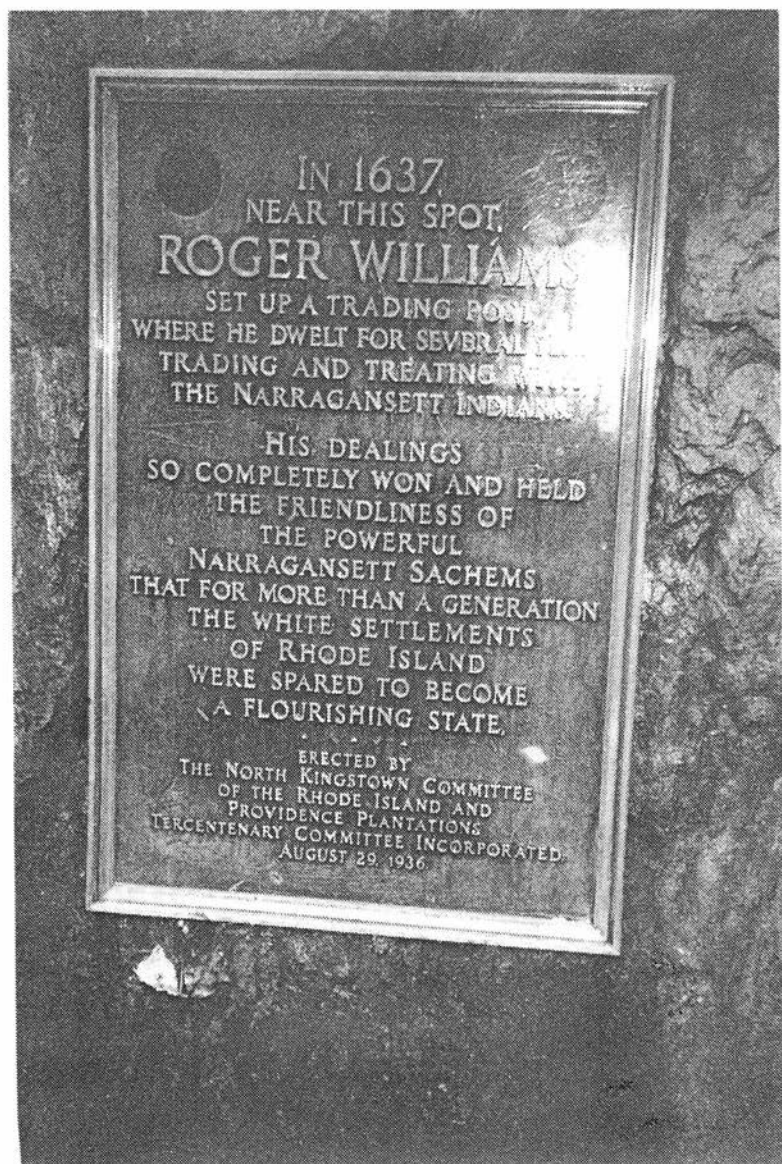 IN 1637,
NEAR THIS SPOT,
ROGER WILLIAMS
SET UP A TRADING POST
WHERE HE DWELT FOR SEVERAL
TRADING AND TREATING
THE NARRAGANSETT INDIANS.
HIS DEALINGS
SO COMPLETELY WON AND HELD
THE FRIENDLINESS OF
THE POWERFUL
NARRAGANSETT SACHEMS
THAT FOR MORE THAN A GENERATION
THE WHITE SETTLEMENTS
OF RHODE ISLAND
WERE SPARED TO BECOME
A FLOURISHING STATE.
ERECTED BY
THE NORTH KINGSTOWN COMMITTEE
OF THE RHODE ISLAND AND
PROVIDENCE PLANTATIONS
TERCENTENARY COMMITTEE INCORPORATED.
AUGUST 29, 1936